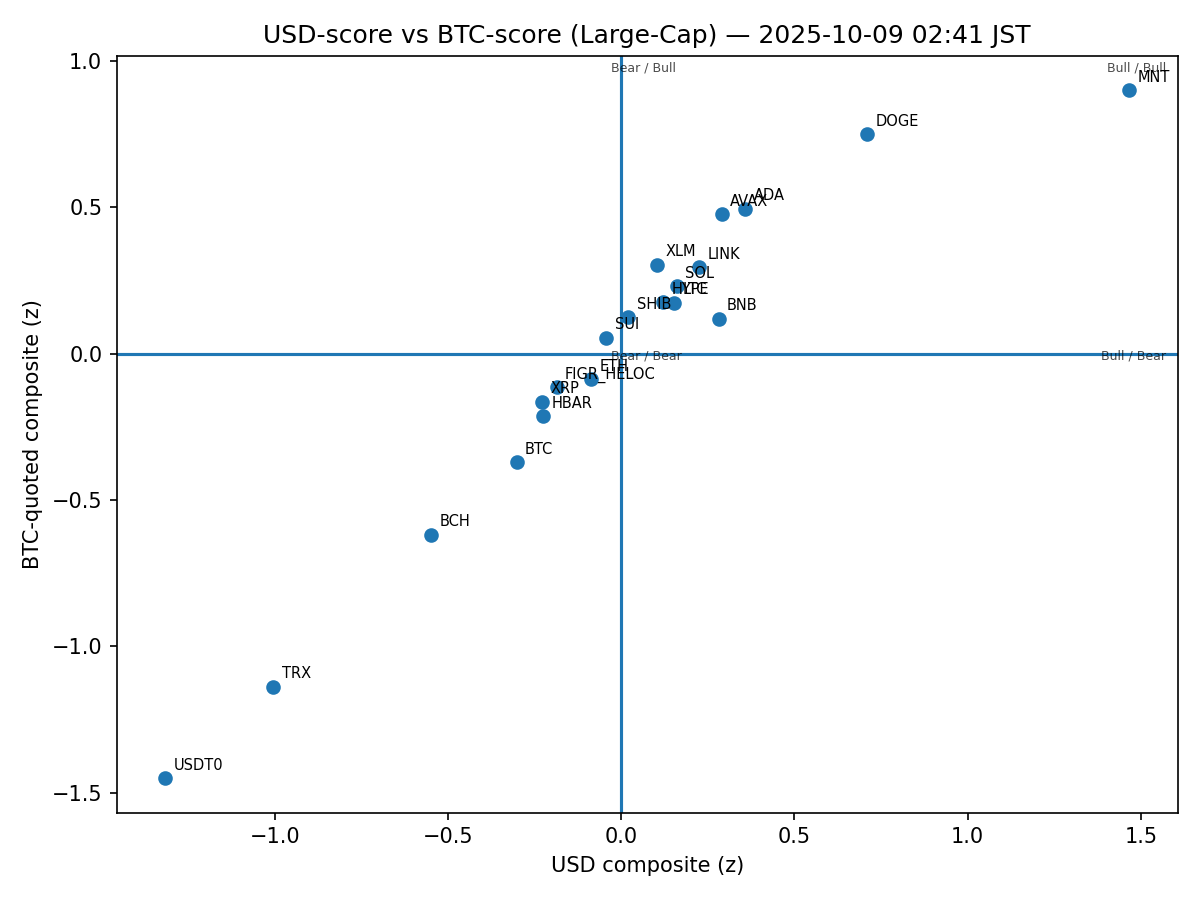 USD-score vs BTC-score (Large-Cap) — 2025-10-09 02:41 JST
Bear / Bull
Bull / Bull
MNT
DOGE
ADA
AVAX
XLM
LINK
SOL
HYPE
LTC
SHIB
BNB
SUI
Bear / Bear
Bull / Bear
ETH
FIGR_HELOC
XRP
HBAR
BTC
BCH
TRX
USDT0
1.0
0.5
0.0
−0.5
−1.0
−1.5
BTC-quoted composite (z)
−1.0
−0.5
0.0
0.5
1.0
1.5
USD composite (z)